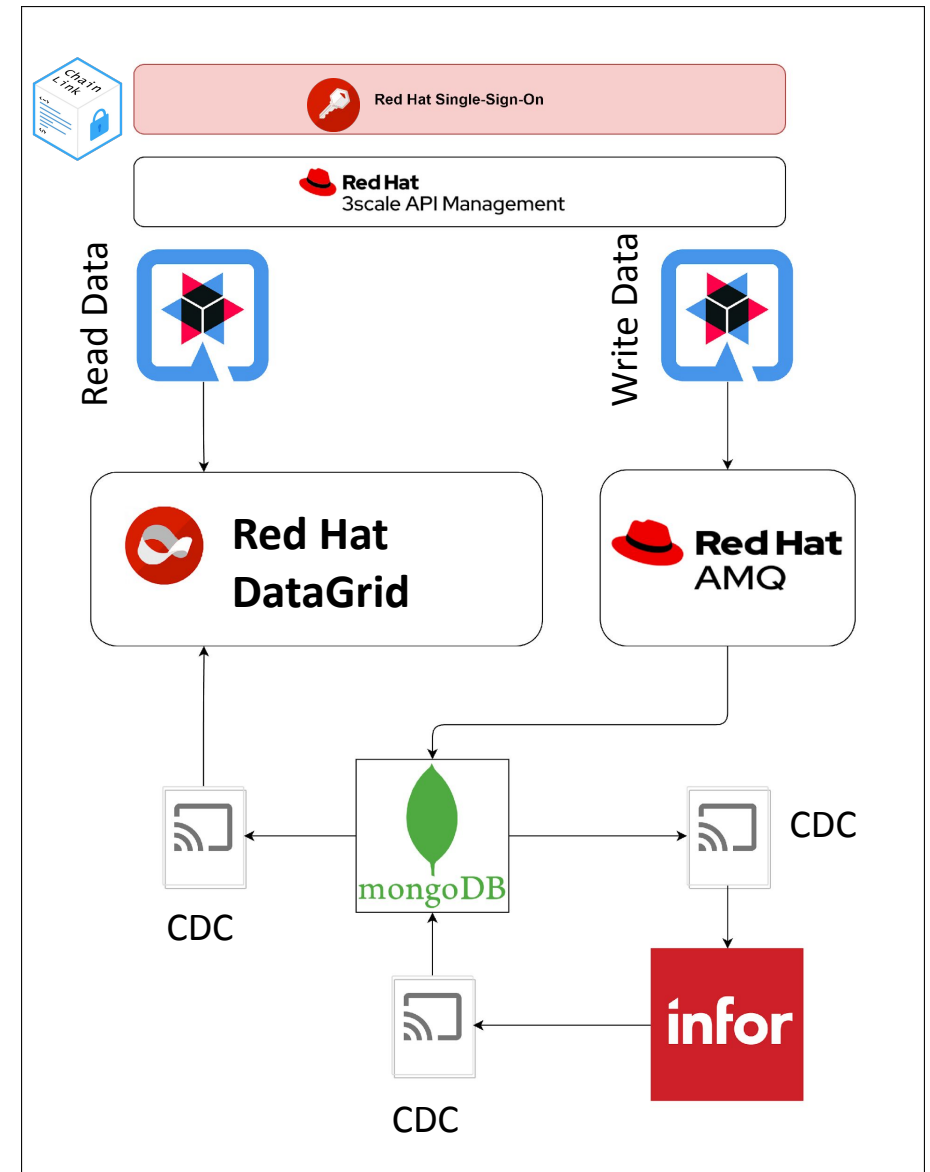 Chain
Link
Red Hat Single-Sign-On
Red Hat
3scale API Management
Read Data
Write Data
Red Hat
DataGrid
Red Hat
AMQ
mongoDB
CDC
CDC
infor
CDC